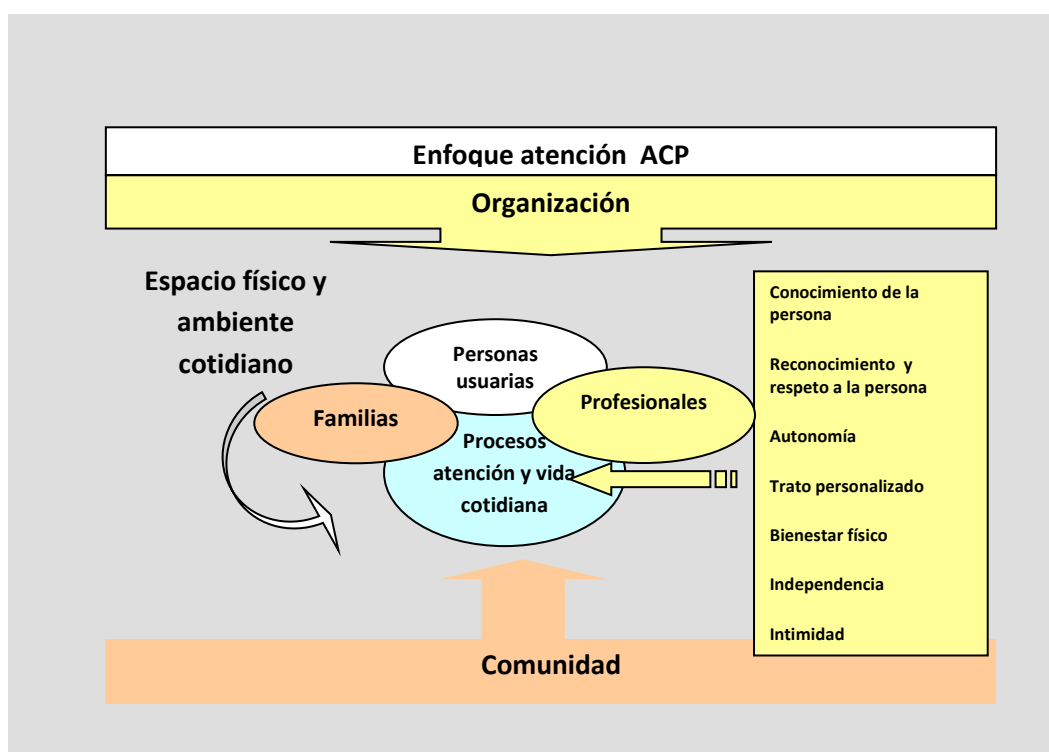 Enfoque atención ACP
Organización
Espacio físico y
ambiente
cotidiano
Personas
usuarias
Familias
Profesionales
Procesos
atención y vida
cotidiana
Conocimiento de la
persona
Reconocimiento y
respeto a la persona
Autonomía
Trato personalizado
Bienestar físico
Independencia
Intimidad
Comunidad